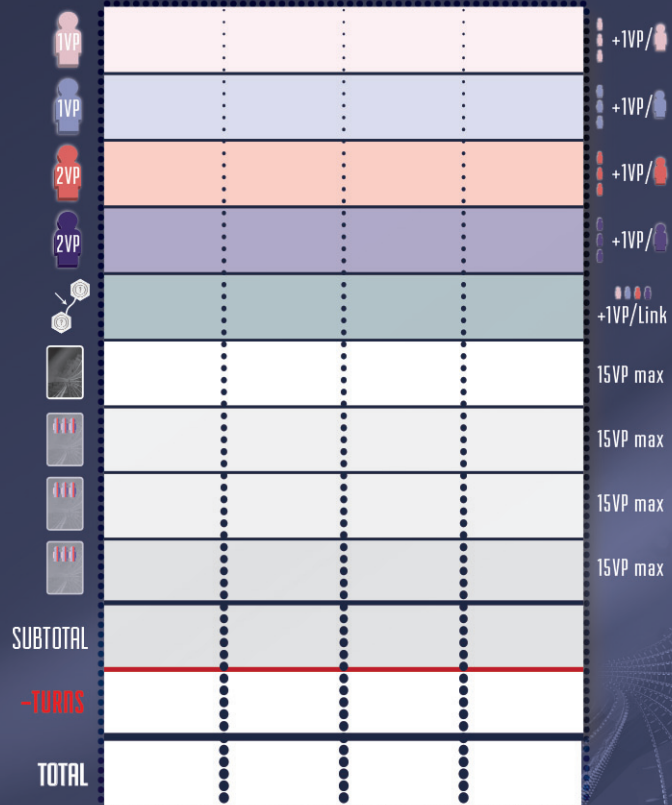 1VP
+1VP/
1VP
+1VP/
2VP
+1VP/
2VP
+1VP/
+1VP/Link
15VP max
15VP max
15VP max
15VP max
SUBTOTAL
-TURNS
TOTAL